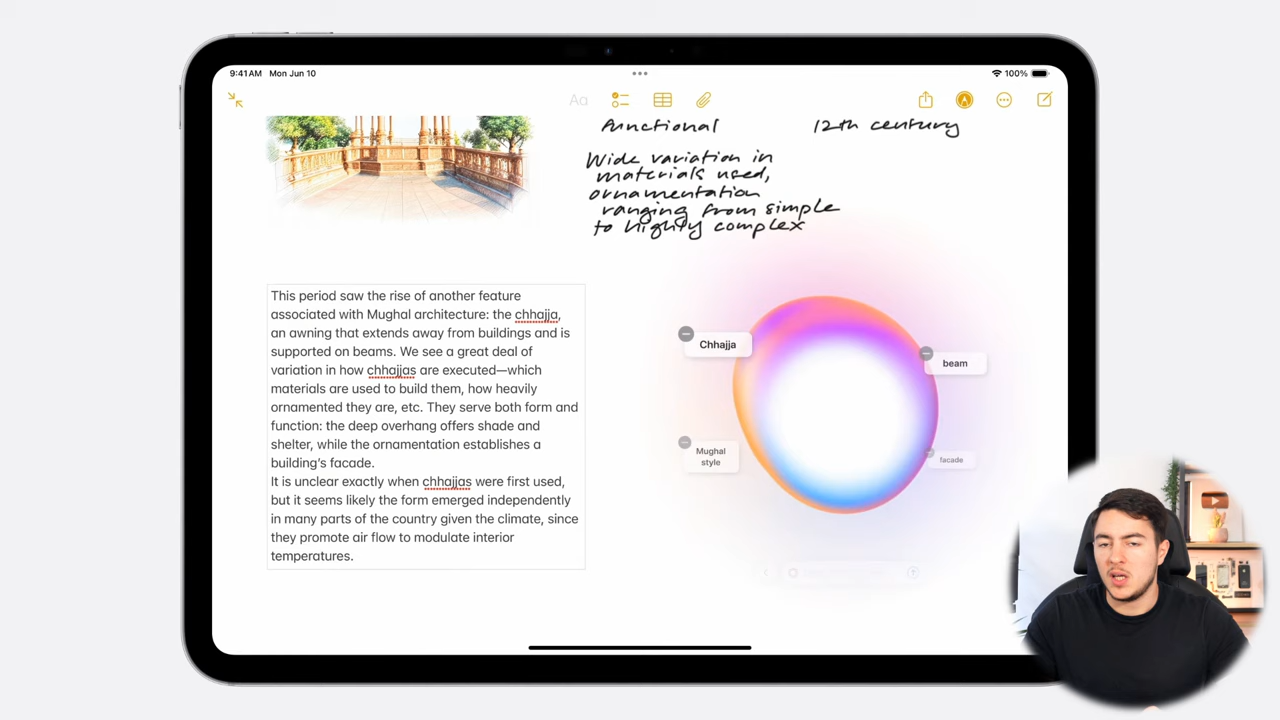 9:41 AM Mon Jun 10
100%
Aa
Functional
12th century
Wide variation in
materials used,
ornamentation
ranging from simple
to highly complex
This period saw the rise of another feature
associated with Mughal architecture: the chhajja,
an awning that extends away from buildings and is
supported on beams. We see a great deal of
variation in how chhajjas are executed—which
materials are used to build them, how heavily
ornamented they are, etc. They serve both form and
function: the deep overhang offers shade and
shelter, while the ornamentation establishes a
building's facade.
It is unclear exactly when chhajjas were first used,
but it seems likely the form emerged independently
in many parts of the country given the climate, since
they promote air flow to modulate interior
temperatures.
Chhajja
beam
Mughal
style
facade